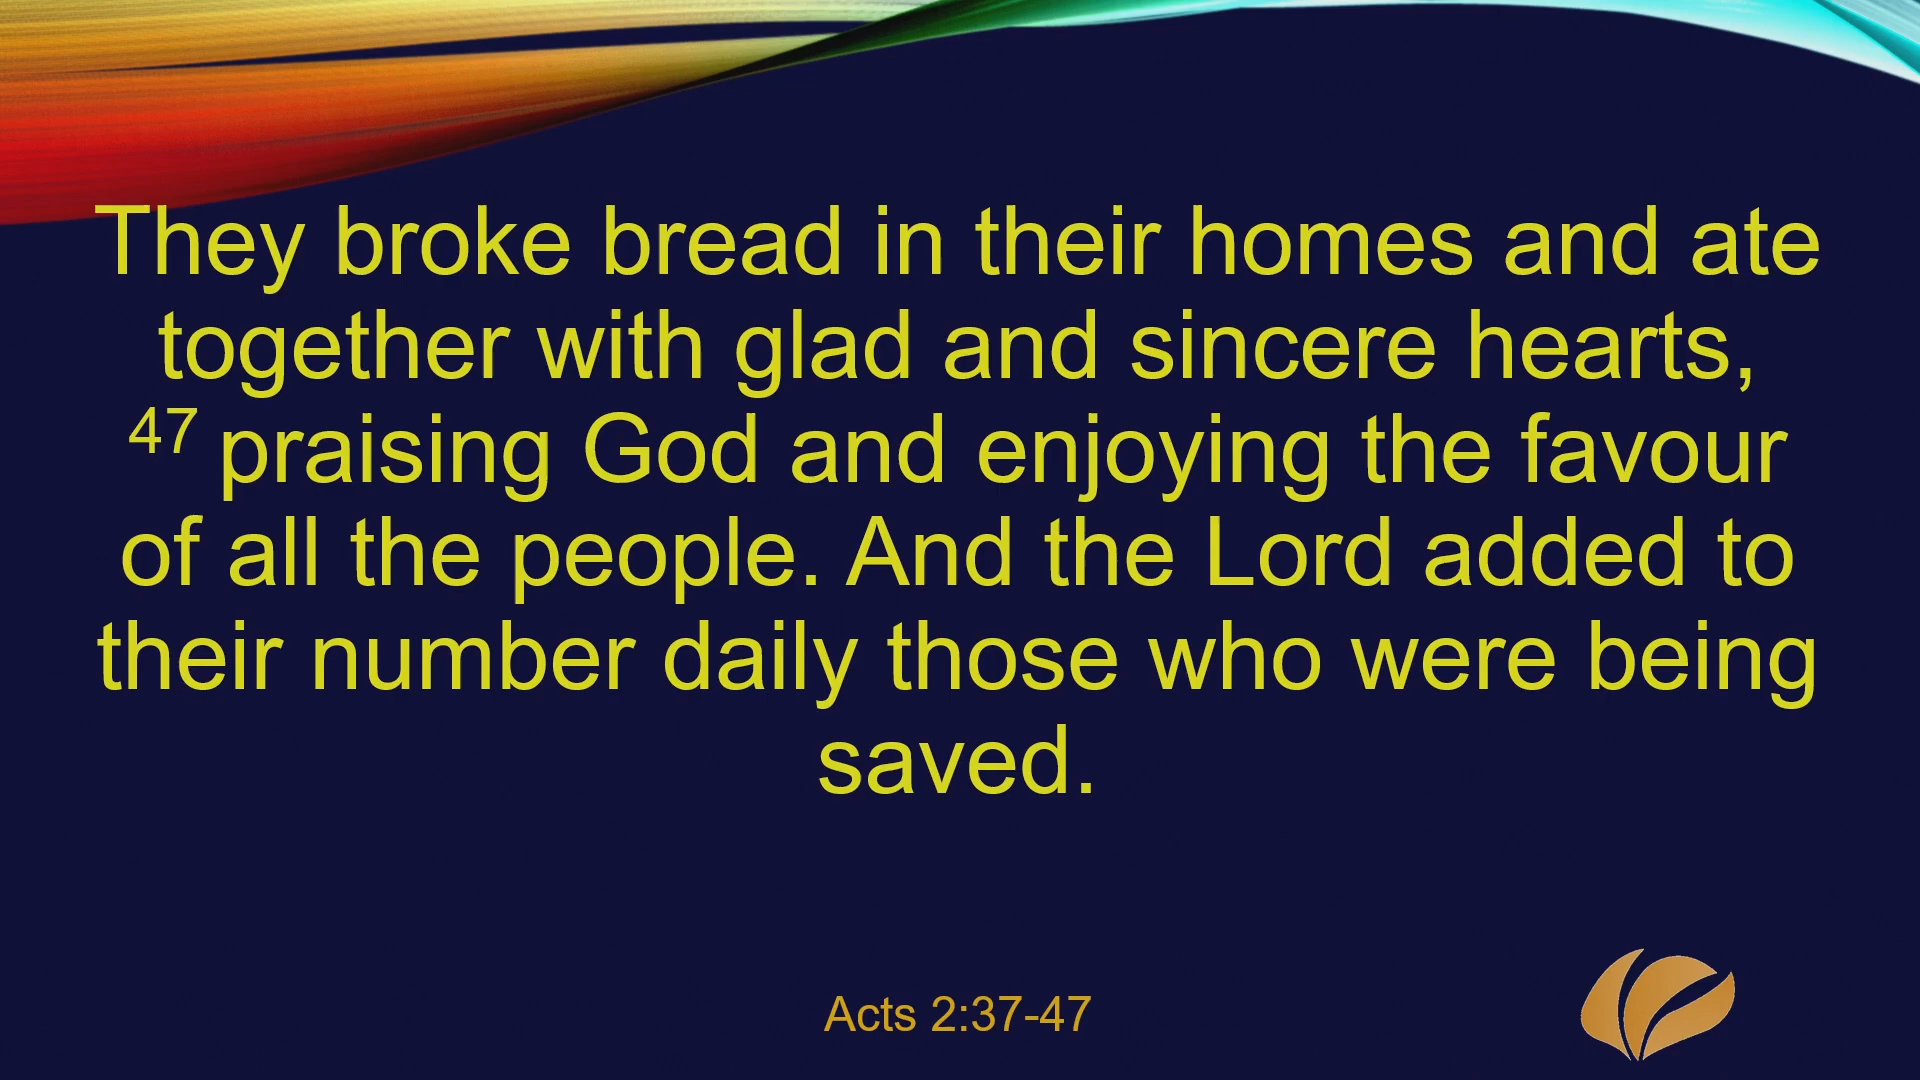 They broke bread in their homes and ate
together with glad and sincere hearts,
47 praising God and enjoying the favour
of all the people. And the Lord added to
their number daily those who were being
saved.
Acts 2:37-47